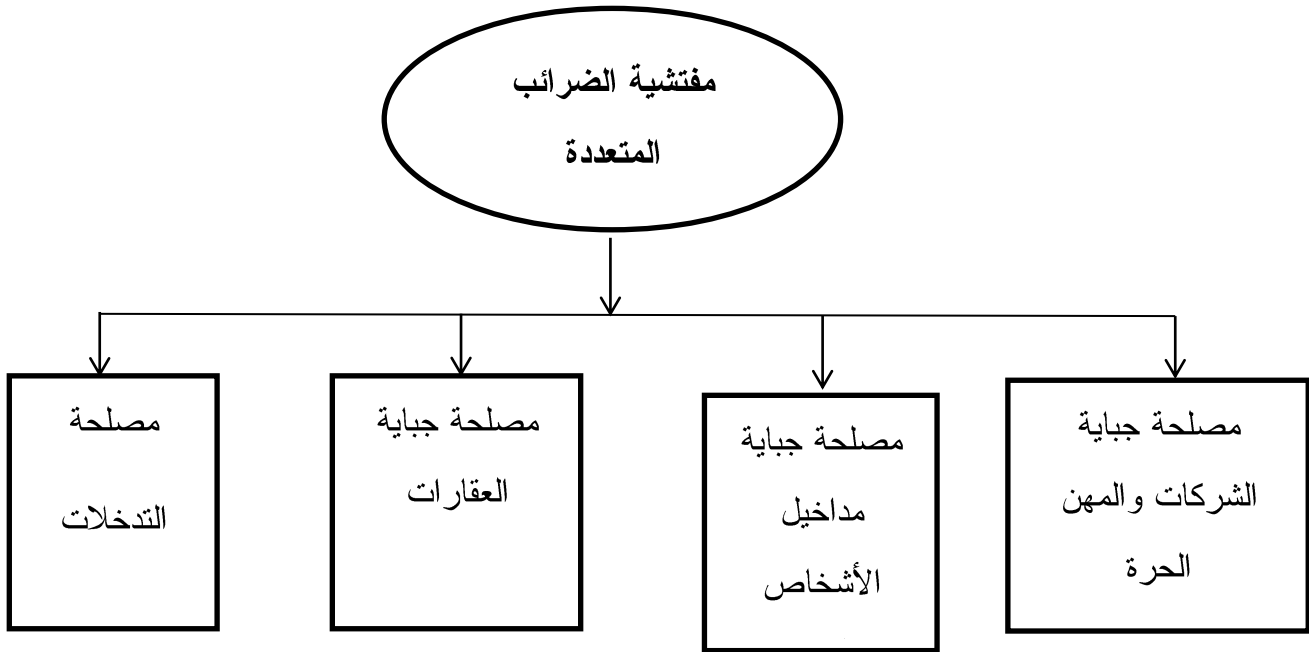 مفتشية الضرائب
المتعددة
مصلحة جباية
الشركات والمهن
الحرة
مصلحة جباية
مداخيل
الأشخاص
مصلحة جباية
العقارات
مصلحة
التدخلات